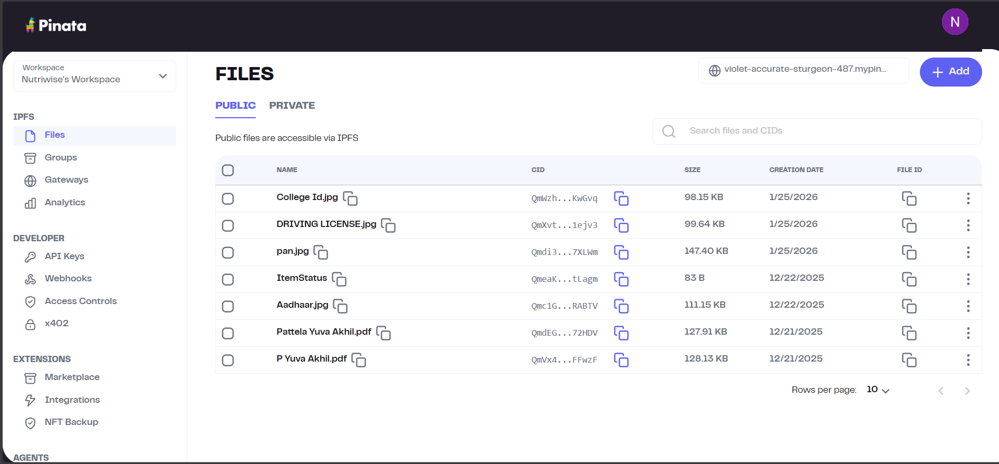 Pinata
N
Workspace
Nutriwise's Workspace
IPFS
Files
Groups
Gateways
Analytics
DEVELOPER
API Keys
Webhooks
Access Controls
x402
EXTENSIONS
Marketplace
Integrations
NFT Backup
AGENTS
FILES
violet-accurate-sturgeon-487.mypin...
+ Add
PUBLIC PRIVATE
Public files are accessible via IPFS
Search files and CIDs
NAME CID SIZE CREATION DATE FILE ID
College Id.jpg QmWzh...KwGvq 98.15 KB 1/25/2026
DRIVING LICENSE.jpg QmXvt...1ejv3 99.64 KB 1/25/2026
pan.jpg Qmdi3...7XLWm 147.40 KB 1/25/2026
ItemStatus QmeaK...tLagm 83 B 12/22/2025
Aadhaar.jpg Qmc1G...RABTV 111.15 KB 12/22/2025
Pattela Yuva Akhil.pdf QmdEG...72HDV 127.91 KB 12/21/2025
P Yuva Akhil.pdf QmVx4...FFwzF 128.13 KB 12/21/2025
Rows per page: 10